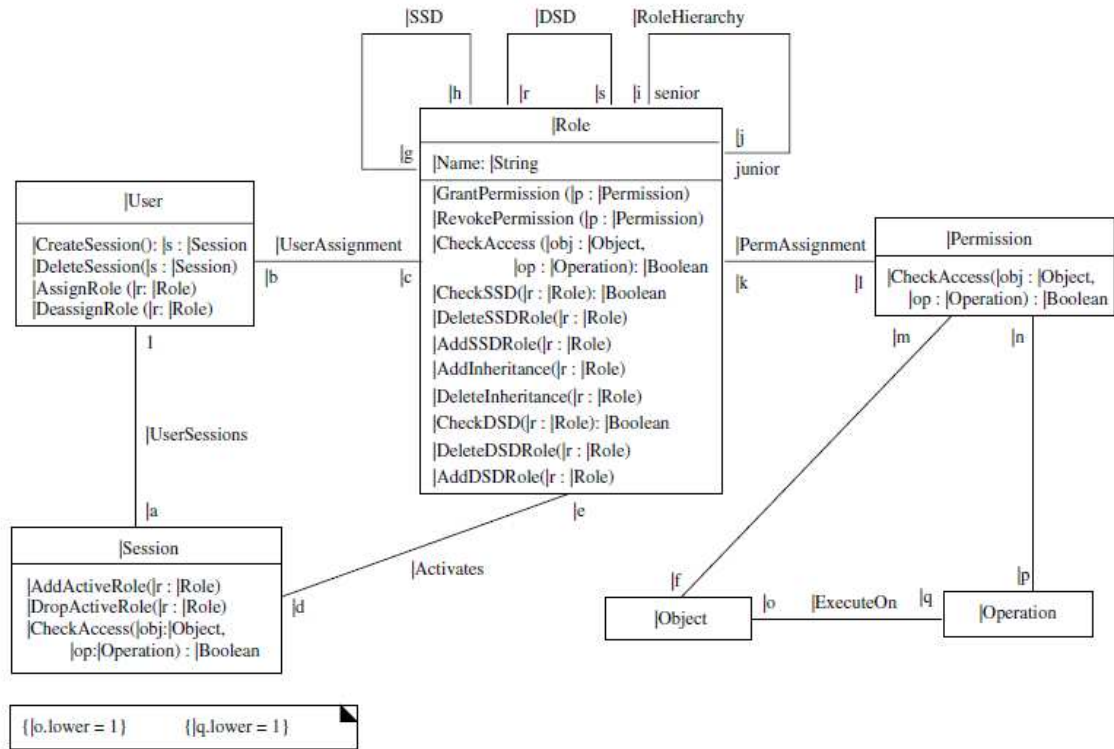 |SSD
|DSD
|RoleHierarchy
|h
|r
|s
|i
senior
|Role
|g
|j
junior
|Name: |String
|GrantPermission (|p : |Permission)
|RevokePermission (|p : |Permission)
|CheckAccess (|obj : |Object,
|op : |Operation): |Boolean
|CheckSSD(|r : |Role): |Boolean
|DeleteSSDRole(|r : |Role)
|AddSSDRole(|r : |Role)
|AddInheritance(|r : |Role)
|DeleteInheritance(|r : |Role)
|CheckDSD(|r : |Role): |Boolean
|DeleteDSDRole(|r : |Role)
|AddDSDRole(|r : |Role)
|User
|CreateSession(): |s : |Session
|DeleteSession(|s : |Session)
|AssignRole (|r: |Role)
|DeassignRole (|r: |Role)
|UserAssignment
|b
|c
|PermAssignment
|k
|l
|Permission
|CheckAccess(|obj : |Object,
|op : |Operation) : |Boolean
|m
|n
1
|UserSessions
|a
|e
|Session
|AddActiveRole(|r : |Role)
|DropActiveRole(|r : |Role)
|CheckAccess(|obj:|Object,
|op:|Operation) : |Boolean
|Activates
|d
|f
|p
|Object
|o
|ExecuteOn
|q
|Operation
{|o.lower = 1}
{|q.lower = 1}